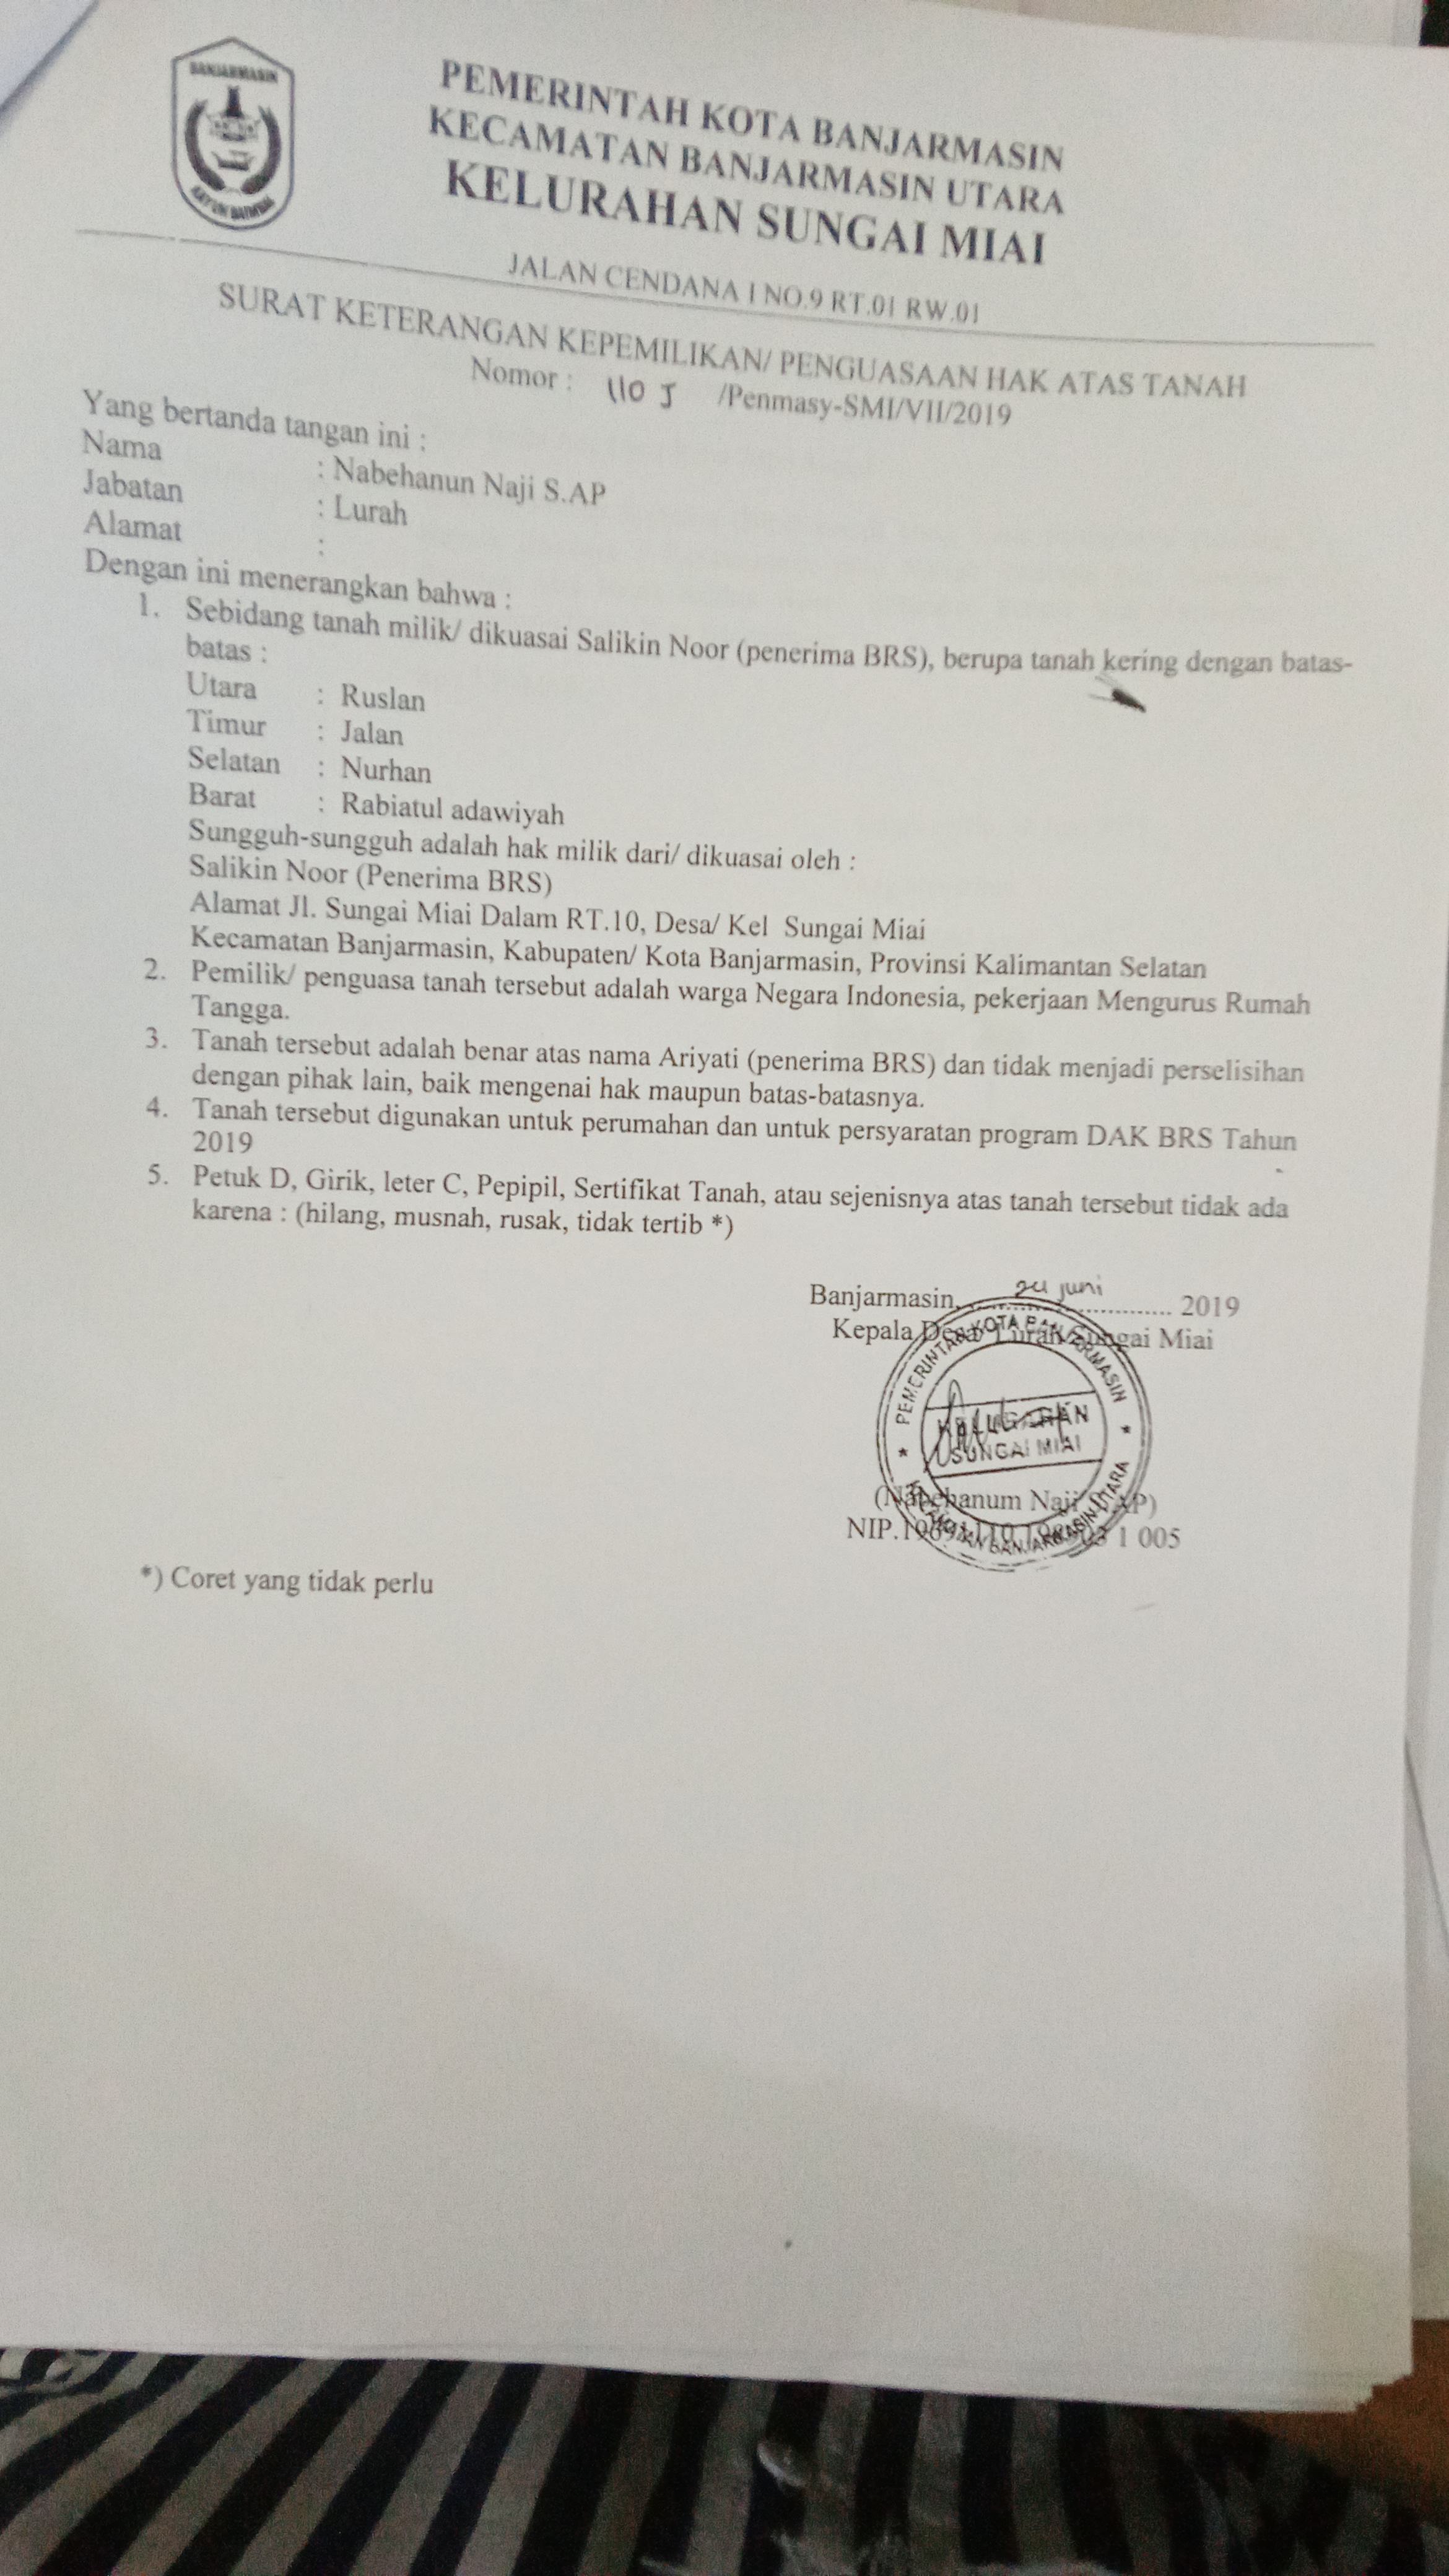 BANJARMASIN
KAYUH BAIMBAI
PEMERINTAH KOTA BANJARMASIN
KECAMATAN BANJARMASIN UTARA
KELURAHAN SUNGAI MIAI
JALAN CENDANA I NO.9 RT.01 RW.01
SURAT KETERANGAN KEPEMILIKAN/ PENGUASAAN HAK ATAS TANAH
Nomor : 110 J /Penmasy-SMI/VII/2019
Yang bertanda tangan ini :
Nama : Nabehanun Naji S.AP
Jabatan : Lurah
Alamat :
Dengan ini menerangkan bahwa :
1. Sebidang tanah milik/ dikuasai Salikin Noor (penerima BRS), berupa tanah kering dengan batas-
batas :
Utara : Ruslan
Timur : Jalan
Selatan : Nurhan
Barat : Rabiatul adawiyah
Sungguh-sungguh adalah hak milik dari/ dikuasai oleh :
Salikin Noor (Penerima BRS)
Alamat Jl. Sungai Miai Dalam RT.10, Desa/ Kel Sungai Miai
Kecamatan Banjarmasin, Kabupaten/ Kota Banjarmasin, Provinsi Kalimantan Selatan
2. Pemilik/ penguasa tanah tersebut adalah warga Negara Indonesia, pekerjaan Mengurus Rumah
Tangga.
3. Tanah tersebut adalah benar atas nama Ariyati (penerima BRS) dan tidak menjadi perselisihan
dengan pihak lain, baik mengenai hak maupun batas-batasnya.
4. Tanah tersebut digunakan untuk perumahan dan untuk persyaratan program DAK BRS Tahun
2019
5. Petuk D, Girik, leter C, Pepipil, Sertifikat Tanah, atau sejenisnya atas tanah tersebut tidak ada
karena : (hilang, musnah, rusak, tidak tertib *)
Banjarmasin, 24 juni 2019
Kepala Desa/ Lurah Sungai Miai
PEMERINTAH KOTA BANJARMASIN
KELURAHAN
SUNGAI MIAI
KECAMATAN BANJARMASIN UTARA
(Nabehanum Naji S.AP)
NIP. 1 005
*) Coret yang tidak perlu